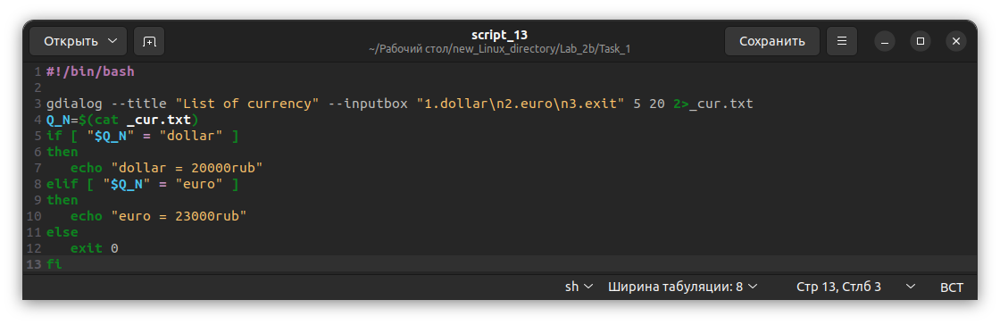 Открыть
script_13
~/Рабочий стол/new_Linux_directory/Lab_2b/Task_1
Сохранить
1 #!/bin/bash
2
3 gdialog --title "List of currency" --inputbox "1.dollar\n2.euro\n3.exit" 5 20 2>_cur.txt
4 Q_N=$(cat _cur.txt)
5 if [ "$Q_N" = "dollar" ]
6 then
7    echo "dollar = 20000rub"
8 elif [ "$Q_N" = "euro" ]
9 then
10    echo "euro = 23000rub"
11 else
12    exit 0
13 fi
sh Ширина табуляции: 8 Стр 13, Стлб 3 ВСТ